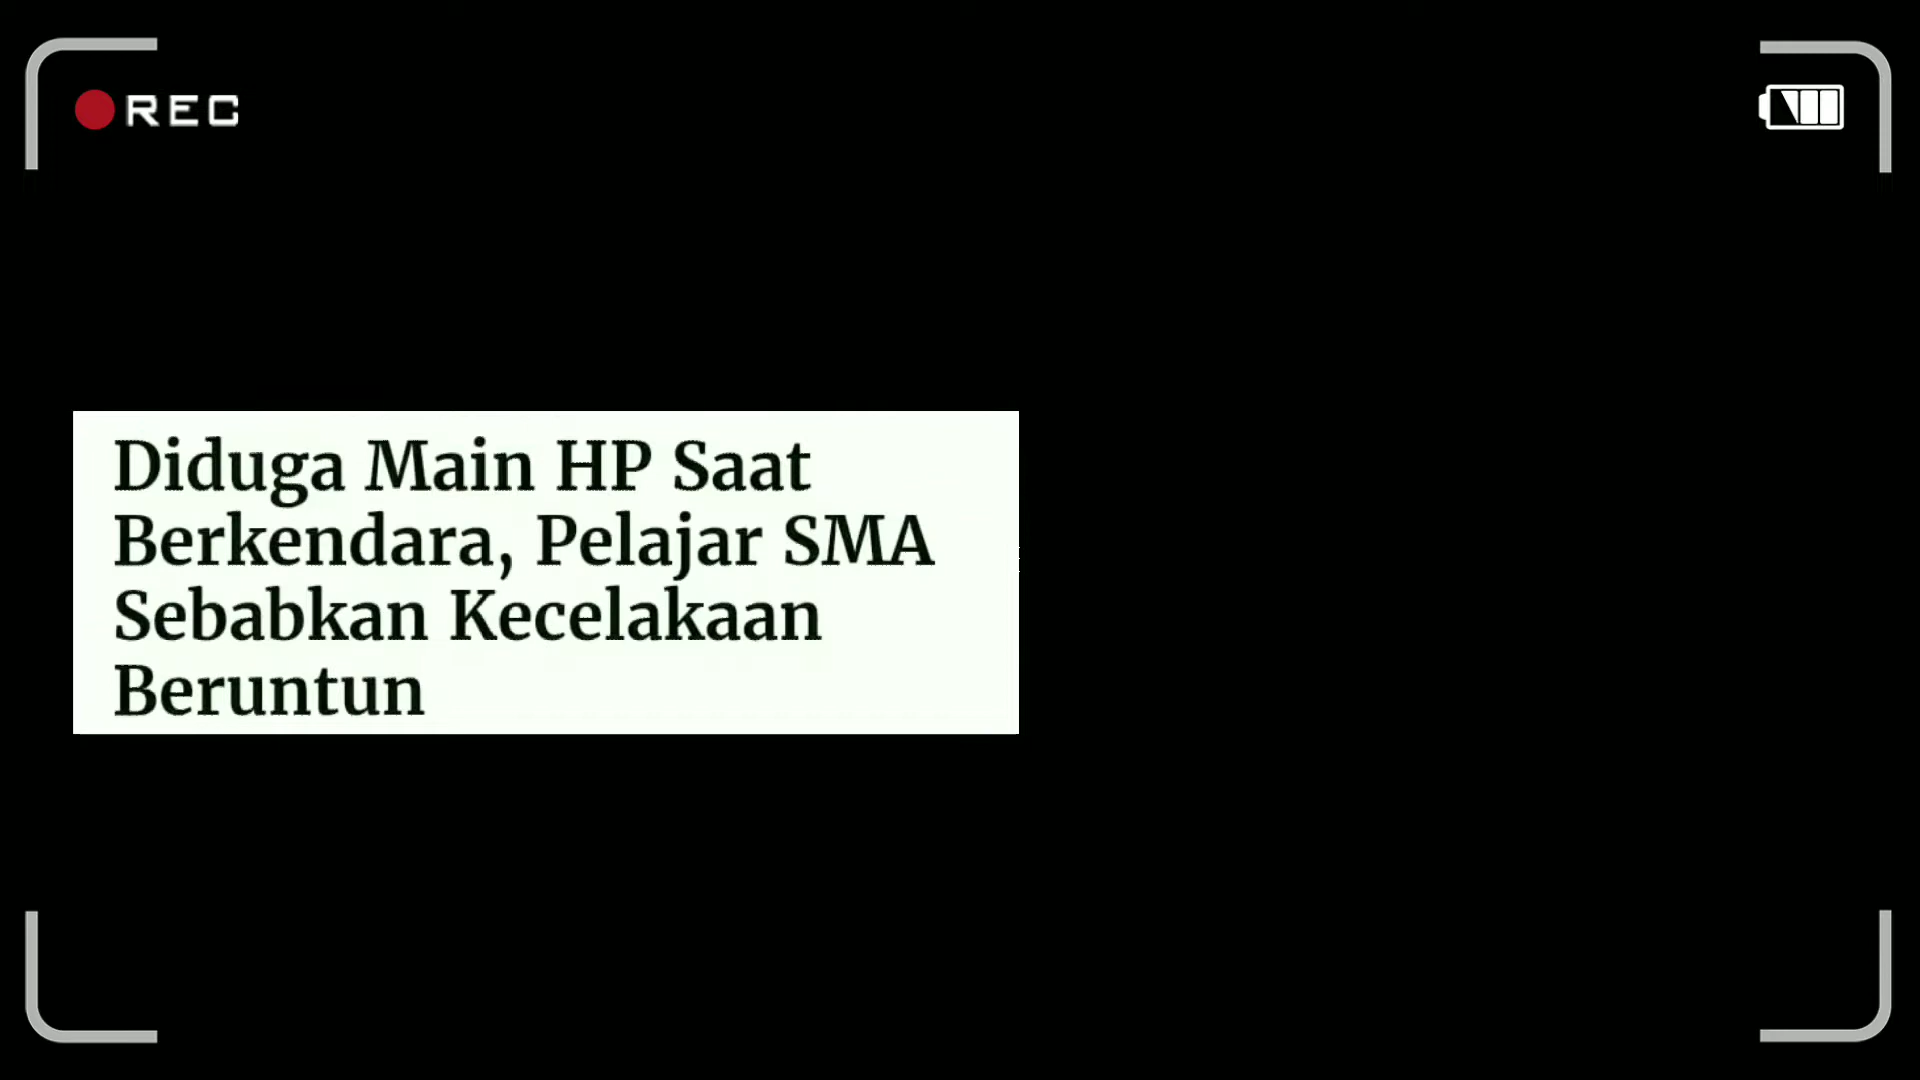 REC
Diduga Main HP Saat
Berkendara, Pelajar SMA
Sebabkan Kecelakaan
Beruntun